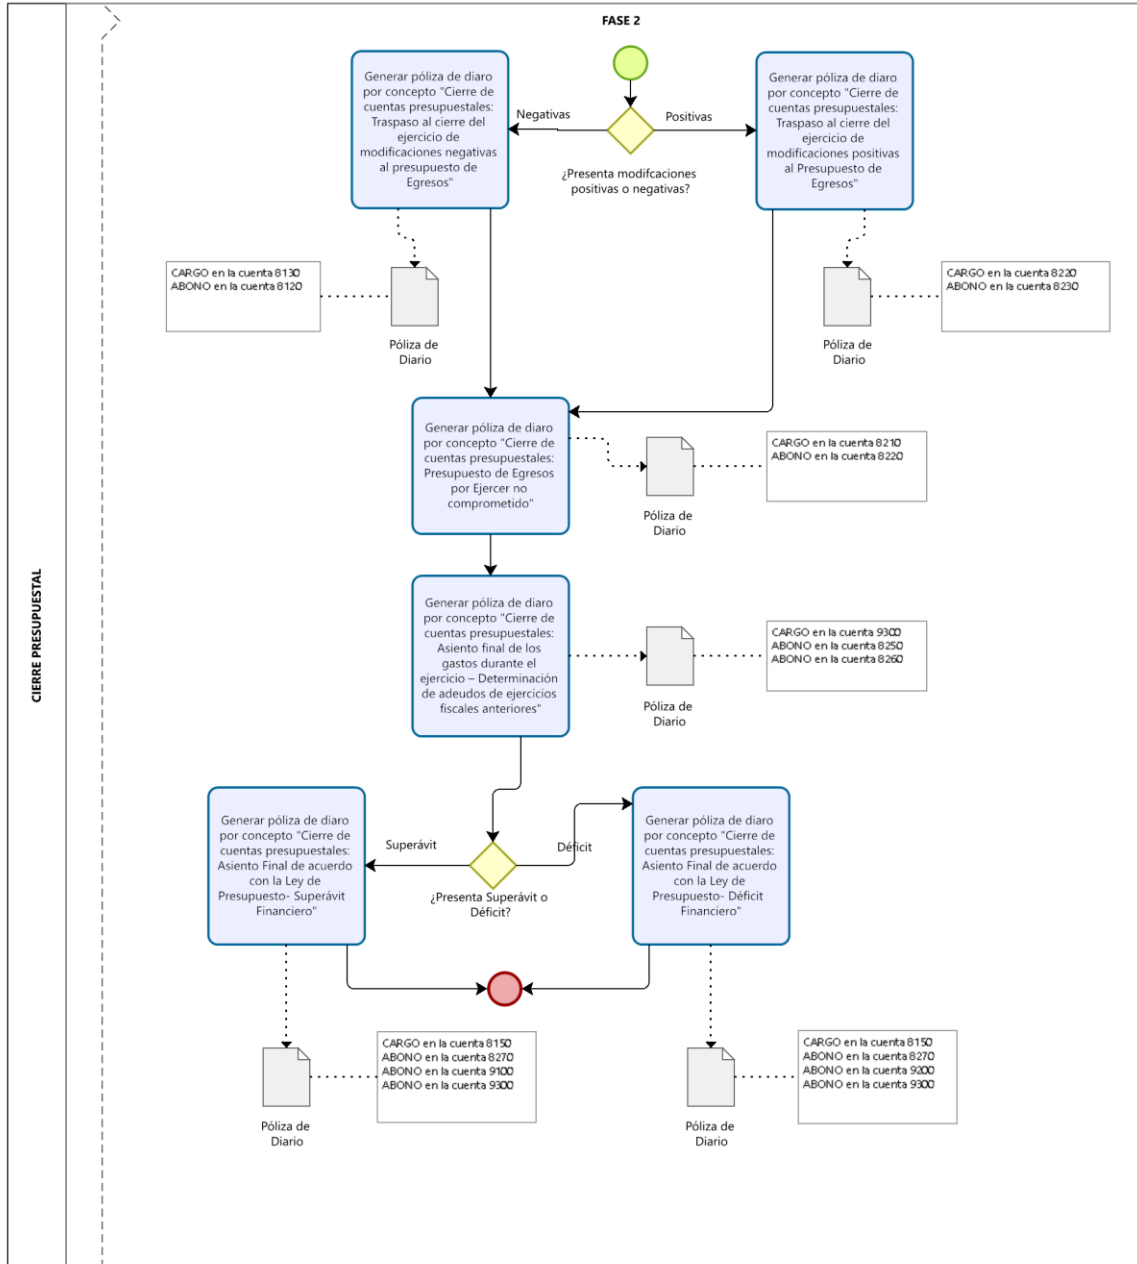 FASE 2
CIERRE PRESUPUESTAL
Generar póliza de diaro
por concepto "Cierre de
cuentas presupuestales:
Traspaso al cierre del
ejercicio de
modificaciones negativas
al presupuesto de
Egresos"
Negativas
Positivas
¿Presenta modifcaciones
positivas o negativas?
Generar póliza de diaro
por concepto "Cierre de
cuentas presupuestales:
Traspaso al cierre del
ejercicio de
modificaciones positivas
al Presupuesto de
Egresos"
CARGO en la cuenta 8130
ABONO en la cuenta 8120
Póliza de
Diario
Póliza de
Diario
CARGO en la cuenta 8220
ABONO en la cuenta 8230
Generar póliza de diaro
por concepto "Cierre de
cuentas presupuestales:
Presupuesto de Egresos
por Ejercer no
comprometido"
Póliza de
Diario
CARGO en la cuenta 8210
ABONO en la cuenta 8220
Generar póliza de diaro
por concepto "Cierre de
cuentas presupuestales:
Asiento final de los
gastos durante el
ejercicio – Determinación
de adeudos de ejercicios
fiscales anteriores"
Póliza de
Diario
CARGO en la cuenta 9300
ABONO en la cuenta 8250
ABONO en la cuenta 8260
Generar póliza de diaro
por concepto "Cierre de
cuentas presupuestales:
Asiento Final de acuerdo
con la Ley de
Presupuesto- Superávit
Financiero"
Superávit
Déficit
¿Presenta Superávit o
Déficit?
Generar póliza de diaro
por concepto "Cierre de
cuentas presupuestales:
Asiento Final de acuerdo
con la Ley de
Presupuesto- Déficit
Financiero"
Póliza de
Diario
CARGO en la cuenta 8150
ABONO en la cuenta 8270
ABONO en la cuenta 9100
ABONO en la cuenta 9300
Póliza de
Diario
CARGO en la cuenta 8150
ABONO en la cuenta 8270
ABONO en la cuenta 9200
ABONO en la cuenta 9300